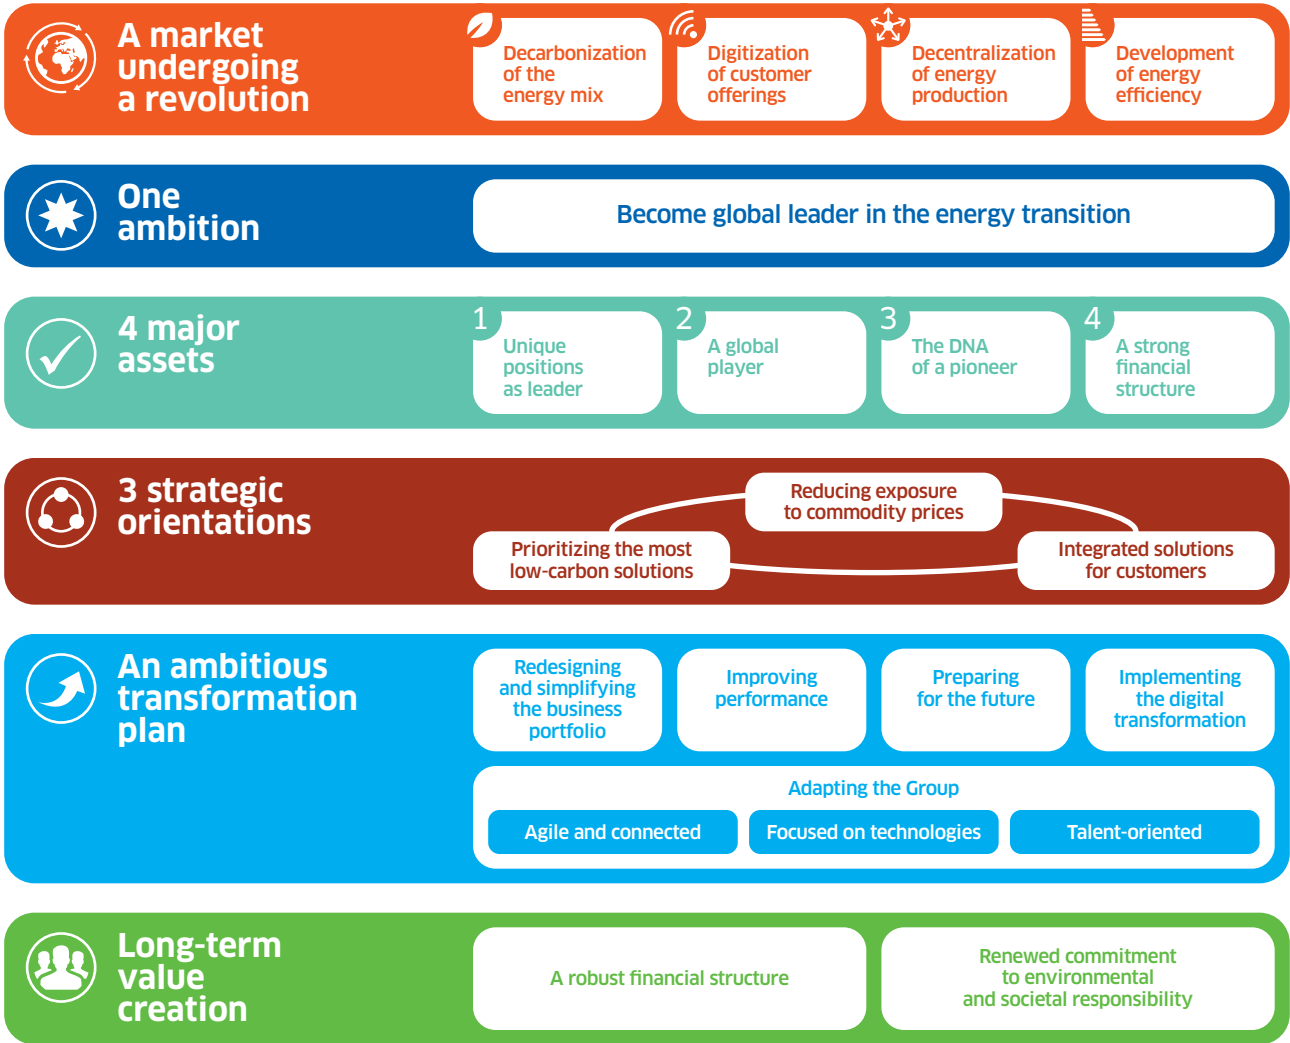 A market
undergoing
a revolution
Decarbonization
of the
energy mix
Digitization
of customer
offerings
Decentralization
of energy
production
Development
of energy
efficiency
One
ambition
Become global leader in the energy transition
4 major
assets
1
Unique
positions
as leader
2
A global
player
3
The DNA
of a pioneer
4
A strong
financial
structure
3 strategic
orientations
Reducing exposure
to commodity prices
Prioritizing the most
low-carbon solutions
Integrated solutions
for customers
An ambitious
transformation
plan
Redesigning
and simplifying
the business
portfolio
Improving
performance
Preparing
for the future
Implementing
the digital
transformation
Adapting the Group
Agile and connected
Focused on technologies
Talent-oriented
Long-term
value
creation
A robust financial structure
Renewed commitment
to environmental
and societal responsibility